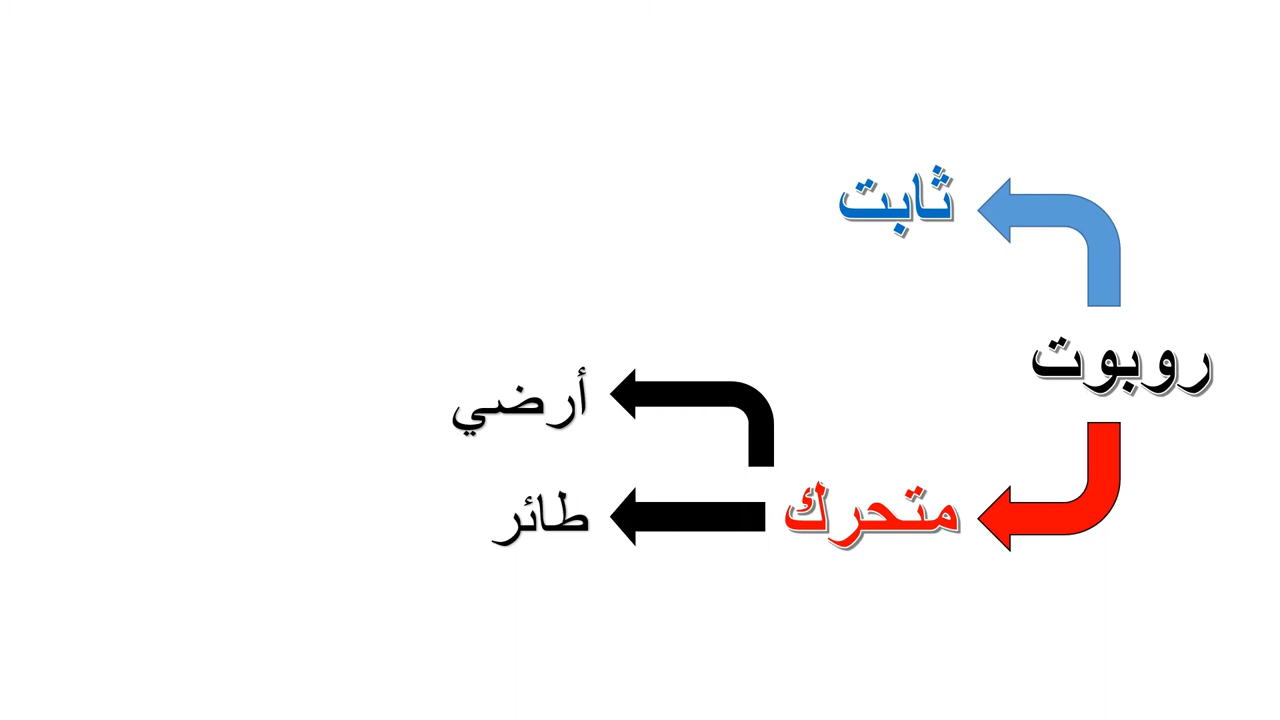 ثابت
روبوت
أرضي
متحرك
طائر